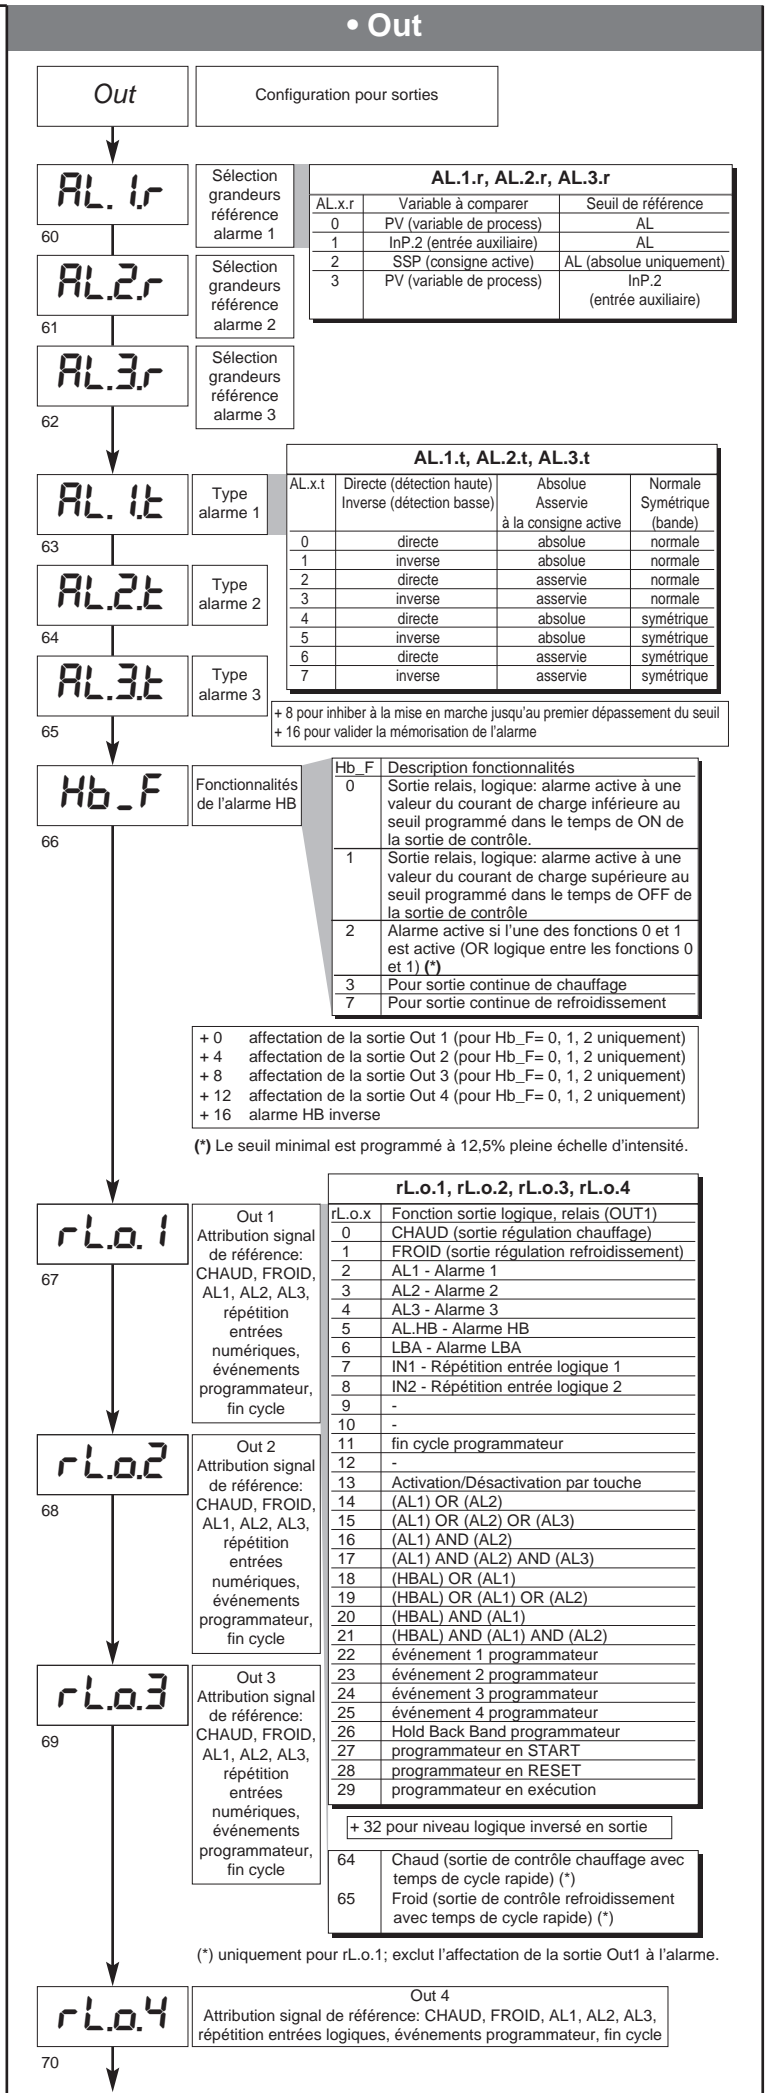 • Out
Out
Configuration pour sorties
AL.1.r
60
Sélection
grandeurs
référence
alarme 1
AL.1.r, AL.2.r, AL.3.r
AL.x.r Variable à comparer Seuil de référence
0 PV (variable de process) AL
1 InP.2 (entrée auxiliaire) AL
2 SSP (consigne active) AL (absolue uniquement)
3 PV (variable de process) InP.2
(entrée auxiliaire)
AL.2.r
61
Sélection
grandeurs
référence
alarme 2
AL.3.r
62
Sélection
grandeurs
référence
alarme 3
AL.1.t
63
Type
alarme 1
AL.1.t, AL.2.t, AL.3.t
AL.x.t Directe (détection haute) Absolue Normale
Inverse (détection basse) Asservie Symétrique
à la consigne active (bande)
0 directe absolue normale
1 inverse absolue normale
2 directe asservie normale
3 inverse asservie normale
4 directe absolue symétrique
5 inverse absolue symétrique
6 directe asservie symétrique
7 inverse asservie symétrique
AL.2.t
64
Type
alarme 2
AL.3.t
65
Type
alarme 3
+ 8 pour inhiber à la mise en marche jusqu'au premier dépassement du seuil
+ 16 pour valider la mémorisation de l'alarme
Hb_F
66
Fonctionnalités
de l'alarme HB
Hb_F Description fonctionnalités
0 Sortie relais, logique: alarme active à une
valeur du courant de charge inférieure au
seuil programmé dans le temps de ON de
la sortie de contrôle.
1 Sortie relais, logique: alarme active à une
valeur du courant de charge supérieure au
seuil programmé dans le temps de OFF de
la sortie de contrôle
2 Alarme active si l'une des fonctions 0 et 1
est active (OR logique entre les fonctions 0
et 1) (*)
3 Pour sortie continue de chauffage
7 Pour sortie continue de refroidissement
+ 0 affectation de la sortie Out 1 (pour Hb_F= 0, 1, 2 uniquement)
+ 4 affectation de la sortie Out 2 (pour Hb_F= 0, 1, 2 uniquement)
+ 8 affectation de la sortie Out 3 (pour Hb_F= 0, 1, 2 uniquement)
+ 12 affectation de la sortie Out 4 (pour Hb_F= 0, 1, 2 uniquement)
+ 16 alarme HB inverse
(*) Le seuil minimal est programmé à 12,5% pleine échelle d'intensité.
rL.o.1
67
Out 1
Attribution signal
de référence:
CHAUD, FROID,
AL1, AL2, AL3,
répétition
entrées
numériques,
événements
programmateur,
fin cycle
rL.o.2
68
Out 2
Attribution signal
de référence:
CHAUD, FROID,
AL1, AL2, AL3,
répétition
entrées
numériques,
événements
programmateur,
fin cycle
rL.o.3
69
Out 3
Attribution signal
de référence:
CHAUD, FROID,
AL1, AL2, AL3,
répétition
entrées
numériques,
événements
programmateur,
fin cycle
rL.o.1, rL.o.2, rL.o.3, rL.o.4
rL.o.x Fonction sortie logique, relais (OUT1)
0 CHAUD (sortie régulation chauffage)
1 FROID (sortie régulation refroidissement)
2 AL1 - Alarme 1
3 AL2 - Alarme 2
4 AL3 - Alarme 3
5 AL.HB - Alarme HB
6 LBA - Alarme LBA
7 IN1 - Répétition entrée logique 1
8 IN2 - Répétition entrée logique 2
9 -
10 -
11 fin cycle programmateur
12 -
13 Activation/Désactivation par touche
14 (AL1) OR (AL2)
15 (AL1) OR (AL2) OR (AL3)
16 (AL1) AND (AL2)
17 (AL1) AND (AL2) AND (AL3)
18 (HBAL) OR (AL1)
19 (HBAL) OR (AL1) OR (AL2)
20 (HBAL) AND (AL1)
21 (HBAL) AND (AL1) AND (AL2)
22 événement 1 programmateur
23 événement 2 programmateur
24 événement 3 programmateur
25 événement 4 programmateur
26 Hold Back Band programmateur
27 programmateur en START
28 programmateur en RESET
29 programmateur en exécution
+ 32 pour niveau logique inversé en sortie
64 Chaud (sortie de contrôle chauffage avec
temps de cycle rapide) (*)
65 Froid (sortie de contrôle refroidissement
avec temps de cycle rapide) (*)
(*) uniquement pour rL.o.1; exclut l'affectation de la sortie Out1 à l'alarme.
rL.o.4
70
Out 4
Attribution signal de référence: CHAUD, FROID, AL1, AL2, AL3,
répétition entrées logiques, événements programmateur, fin cycle